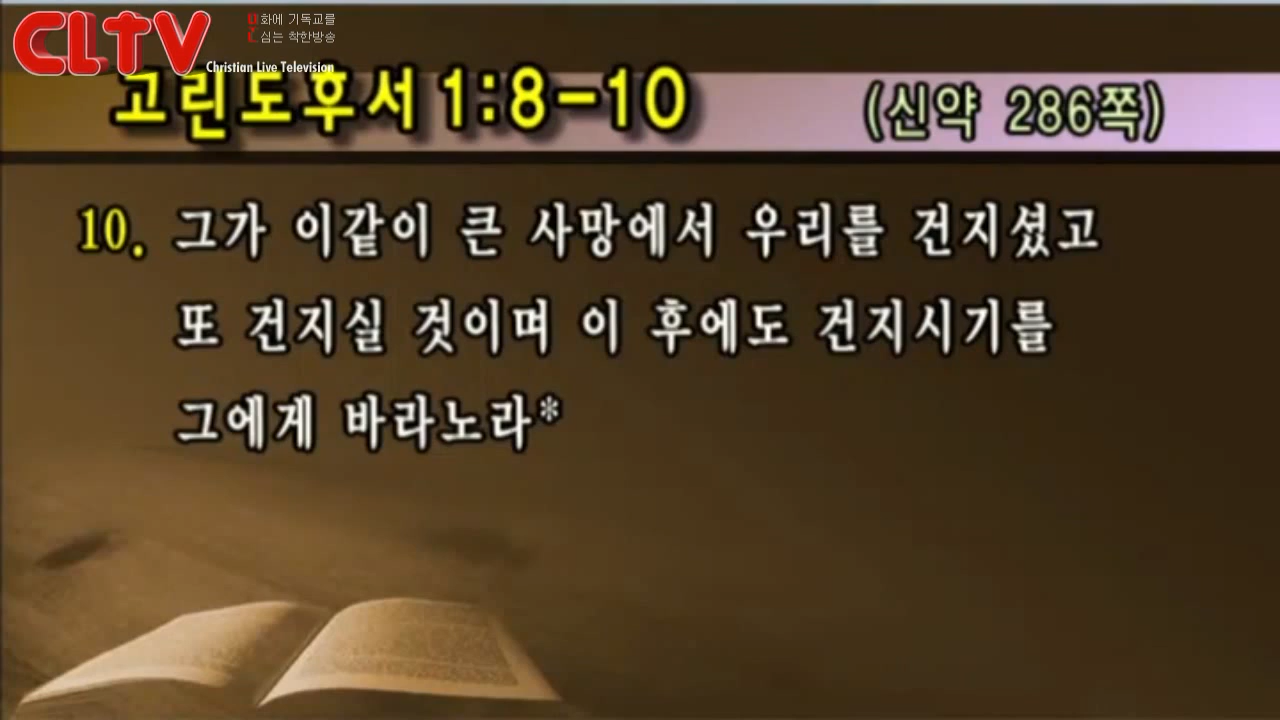 CLTV
문화에 기독교를
심는 착한방송
Christian Live Television
고린도후서 1:8-10 (신약 286쪽)
10. 그가 이같이 큰 사망에서 우리를 건지셨고
또 건지실 것이며 이 후에도 건지시기를
그에게 바라노라*